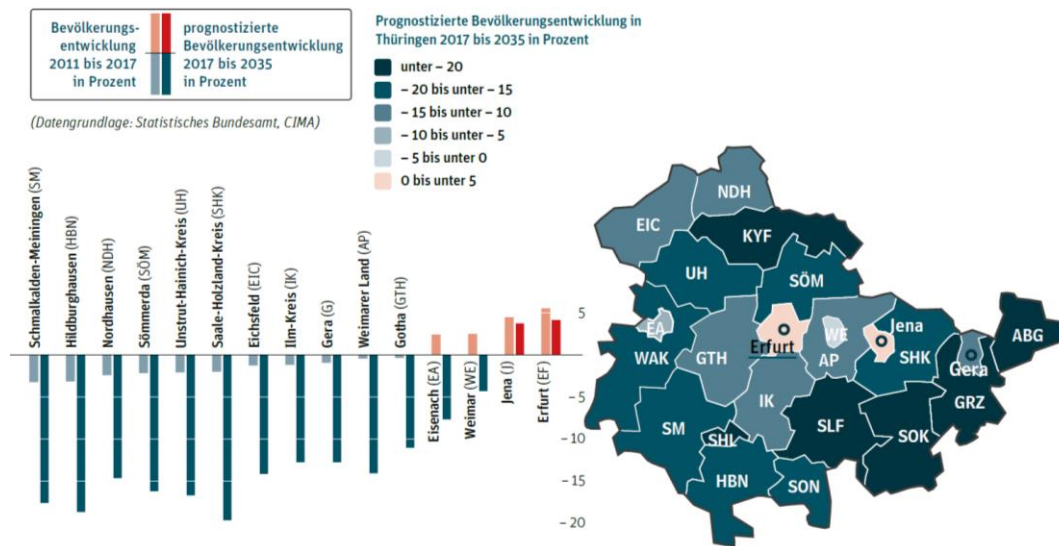 Bevölkerungs-
entwicklung
2011 bis 2017
in Prozent
prognostizierte
Bevölkerungsentwicklung
2017 bis 2035
in Prozent
(Datengrundlage: Statistisches Bundesamt, CIMA)
Prognostizierte Bevölkerungsentwicklung in
Thüringen 2017 bis 2035 in Prozent
unter – 20
– 20 bis unter – 15
– 15 bis unter – 10
– 10 bis unter – 5
– 5 bis unter 0
0 bis unter 5
Schmalkalden-Meiningen (SM)
Hildburghausen (HBN)
Nordhausen (NDH)
Sömmerda (SÖM)
Unstrut-Hainich-Kreis (UH)
Saale-Holzland-Kreis (SHK)
Eichsfeld (EIC)
Ilm-Kreis (IK)
Gera (G)
Weimarer Land (AP)
Gotha (GTH)
Eisenach (EA)
Weimar (WE)
Jena (J)
Erfurt (EF)
5
– 5
– 10
– 15
– 20
NDH
EIC
KYF
UH
SÖM
EA
WE
Jena
ABG
Erfurt
WAK
GTH
AP
SHK
Gera
IK
GRZ
SM
SHL
SLF
SOK
HBN
SON